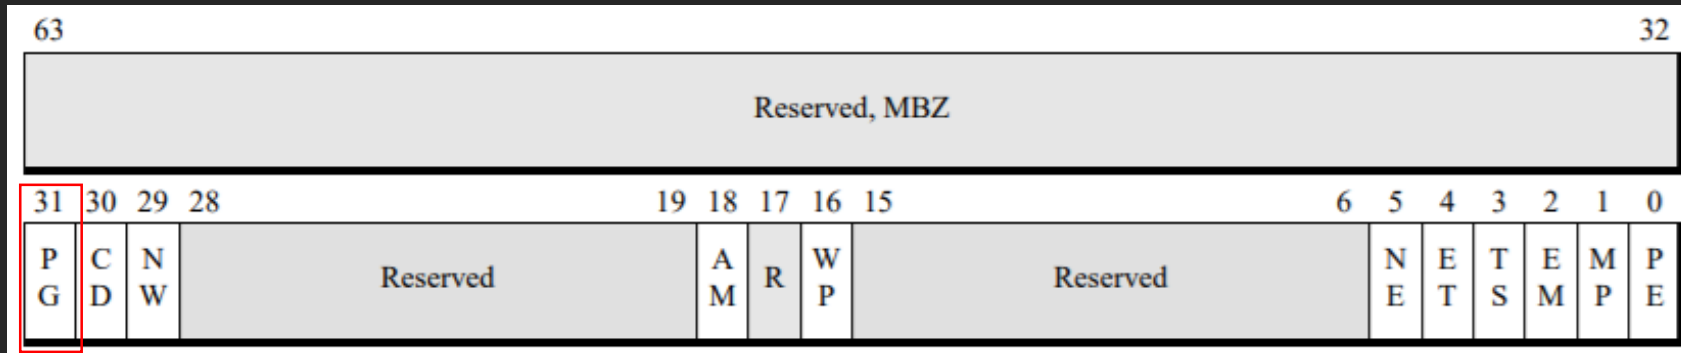 63 32
Reserved, MBZ
31 30 29 28 19 18 17 16 15 6 5 4 3 2 1 0
P C N Reserved A R W Reserved N E T E M P
G D W M P E T S M P E